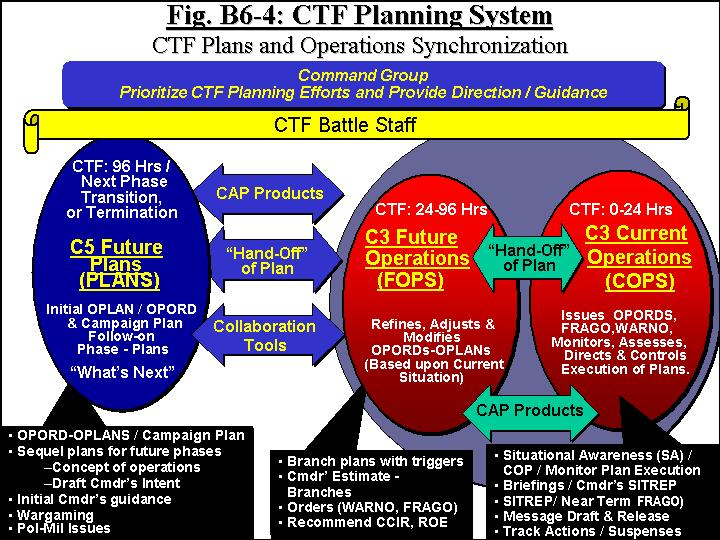 Fig. B6-4: CTF Planning System
CTF Plans and Operations Synchronization
Command Group
Prioritize CTF Planning Efforts and Provide Direction / Guidance
CTF Battle Staff
CTF: 96 Hrs /
Next Phase
Transition,
or Termination
C5 Future
Plans
(PLANS)
Initial OPLAN / OPORD
& Campaign Plan
Follow-on
Phase - Plans
“What’s Next”
CAP Products
“Hand-Off”
of Plan
Collaboration
Tools
CTF: 24-96 Hrs
C3 Future
Operations
(FOPS)
Refines, Adjusts &
Modifies
OPORDs-OPLANs
(Based upon Current
Situation)
“Hand-Off”
of Plan
CTF: 0-24 Hrs
C3 Current
Operations
(COPS)
Issues OPORDS,
FRAGO,WARNO,
Monitors, Assesses,
Directs & Controls
Execution of Plans.
CAP Products
• OPORD-OPLANS / Campaign Plan
• Sequel plans for future phases
–Concept of operations
–Draft Cmdr’s Intent
• Initial Cmdr’s guidance
• Wargaming
• Pol-Mil Issues
• Branch plans with triggers
• Cmdr’ Estimate -
Branches
• Orders (WARNO, FRAGO)
• Recommend CCIR, ROE
• Situational Awareness (SA) /
COP / Monitor Plan Execution
• Briefings / Cmdr’s SITREP
• SITREP/ Near Term FRAGO)
• Message Draft & Release
• Track Actions / Suspenses